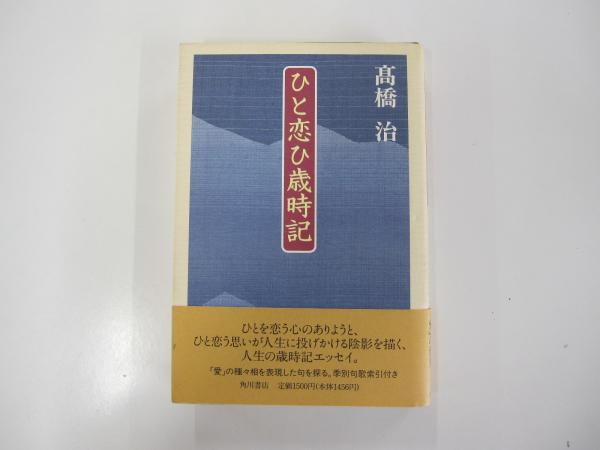 髙橋 治
ひと恋ひ歳時記
ひとを恋う心のありようと、
ひと恋う思いが人生に投げかける陰影を描く、
人生の歳時記エッセイ。
「愛」の種々相を表現した句を探る。季別句歌索引付き
角川書店 定価1500円(本体1456円)